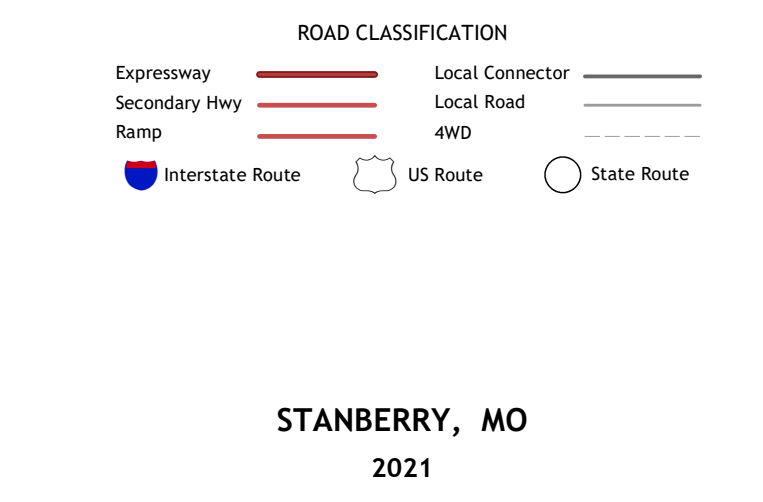 ROAD CLASSIFICATION
Expressway
Secondary Hwy
Ramp
Local Connector
Local Road
4WD
Interstate Route
US Route
State Route
STANBERRY, MO
2021